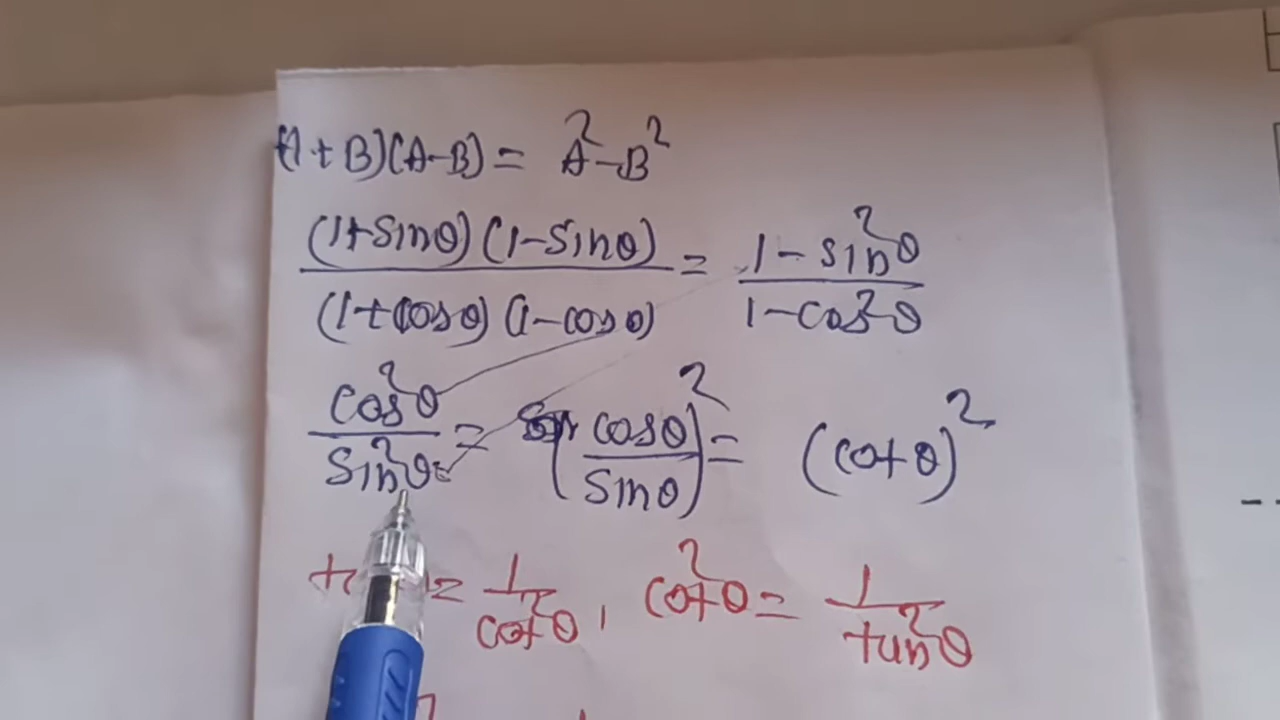 (A+B)(A-B) = A²-B²
(1+Sinθ)(1-Sinθ) / (1+Cosθ)(1-cosθ) = 1-Sin²θ / 1-Cos²θ
Cos²θ / Sin²θ = (cosθ / Sinθ)² = (Cotθ)²
= 1 / Cot²θ, Cot²θ = 1 / tan²θ